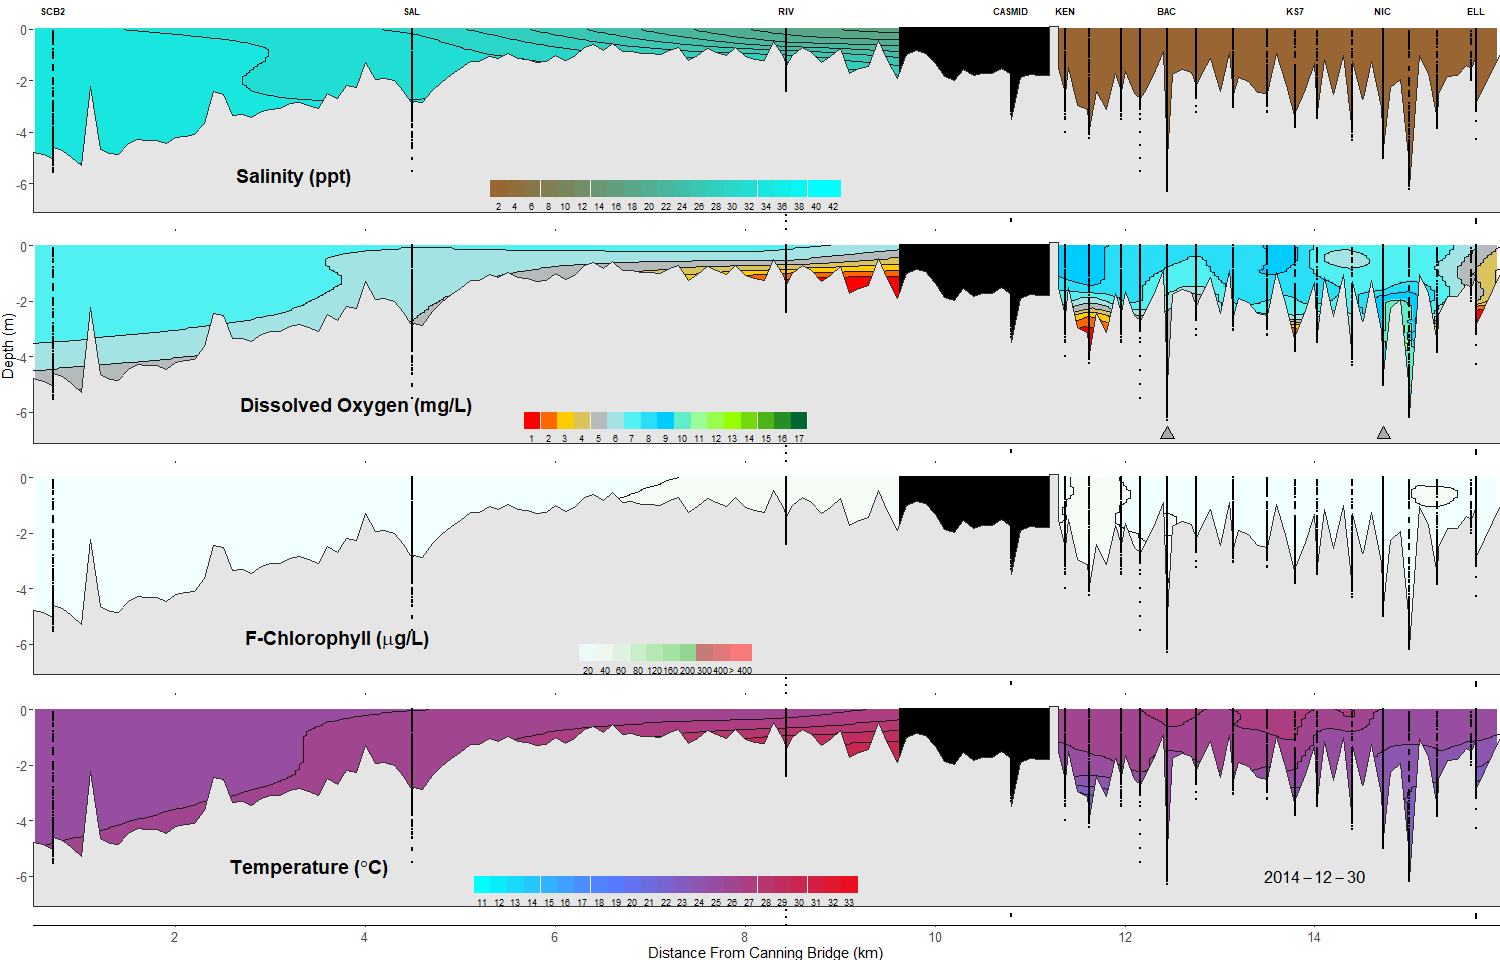 SCB2 SAL RIV CASMID KEN BAC KS7 NIC ELL
0
-2
-4
-6
Salinity (ppt)
2 4 6 8 10 12 14 16 18 20 22 24 26 28 30 32 34 36 38 40 42
0
-2
-4
-6
Depth (m)
Dissolved Oxygen (mg/L)
1 2 3 4 5 6 7 8 9 10 11 12 13 14 15 16 17
0
-2
-4
-6
F-Chlorophyll (μg/L)
20 40 60 80 120 160 200 300 400 > 400
0
-2
-4
-6
Temperature (°C)
2014 – 12 – 30
11 12 13 14 15 16 17 18 19 20 21 22 23 24 25 26 27 28 29 30 31 32 33
2 4 6 8 10 12 14
Distance From Canning Bridge (km)